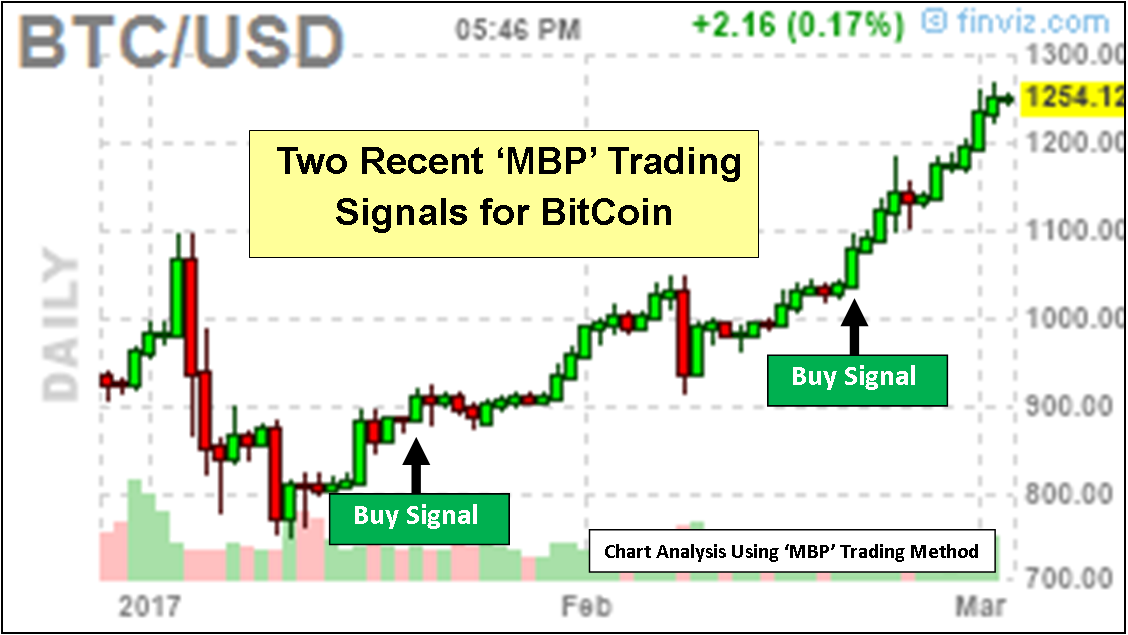 BTC/USD
05:46 PM
+2.16 (0.17%)
finviz.com
1300.00
1254.12
Two Recent ‘MBP’ Trading
Signals for BitCoin
1200.00
1100.00
DAILY
1000.00
Buy Signal
900.00
800.00
Buy Signal
Chart Analysis Using ‘MBP’ Trading Method
700.00
2017
Feb
Mar